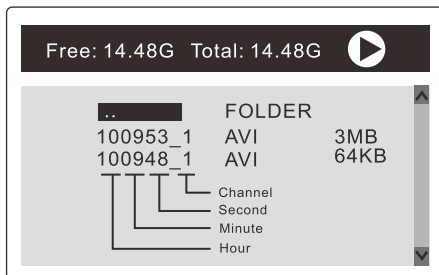 Free: 14.48G Total: 14.48G
.. FOLDER
100953_1 AVI 3MB
100948_1 AVI 64KB
Channel
Second
Minute
Hour